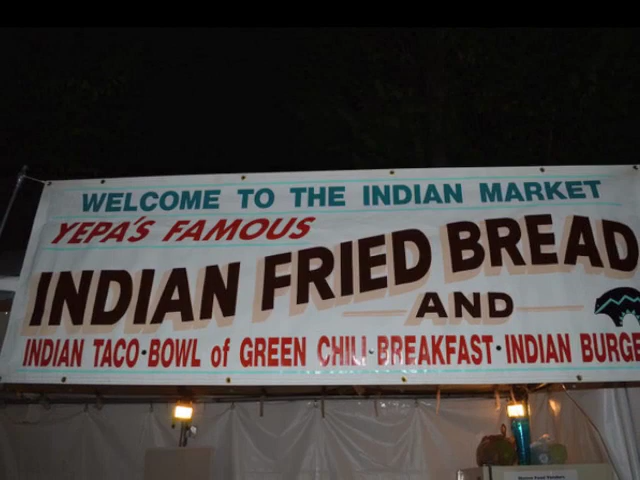 WELCOME TO THE INDIAN MARKET
YEPA'S FAMOUS
INDIAN FRIED BREAD
AND
INDIAN TACO·BOWL of GREEN CHILI·BREAKFAST·INDIAN BURGE